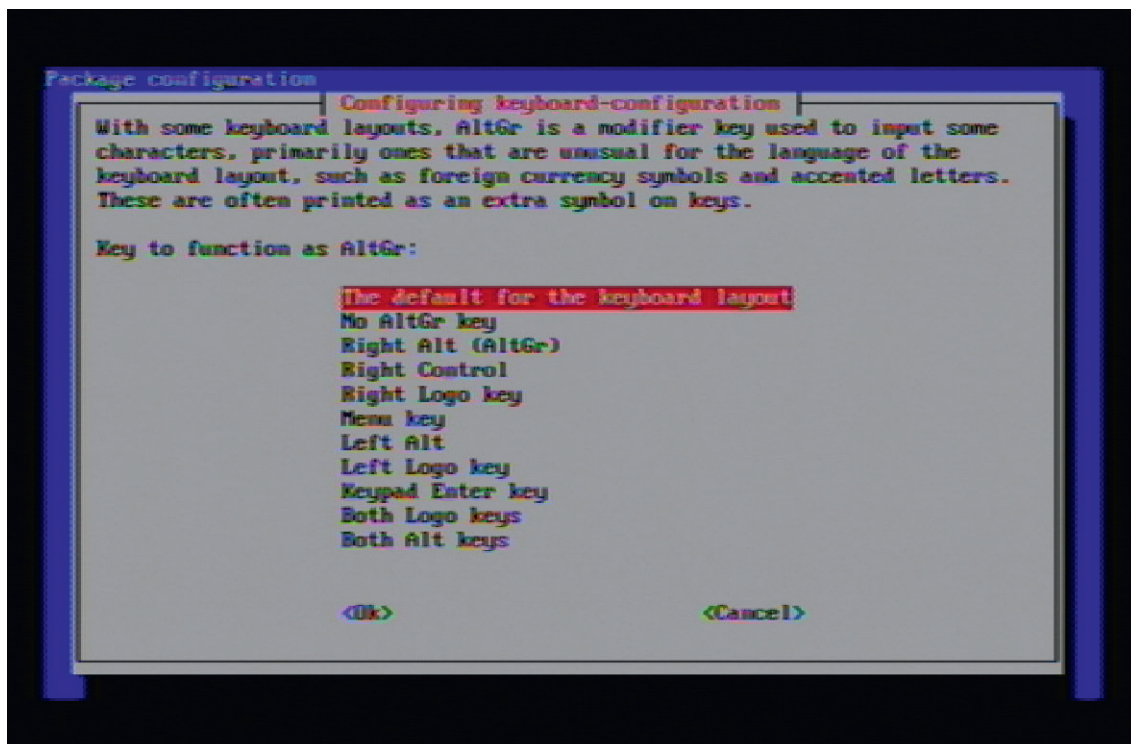 Package configuration
Configuring keyboard-configuration
With some keyboard layouts, AltGr is a modifier key used to input some
characters, primarily ones that are unusual for the language of the
keyboard layout, such as foreign currency symbols and accented letters.
These are often printed as an extra symbol on keys.
Key to function as AltGr:
The default for the keyboard layout
No AltGr key
Right Alt (AltGr)
Right Control
Right Logo key
Menu key
Left Alt
Left Logo key
Keypad Enter key
Both Logo keys
Both Alt keys
<Ok> <Cancel>